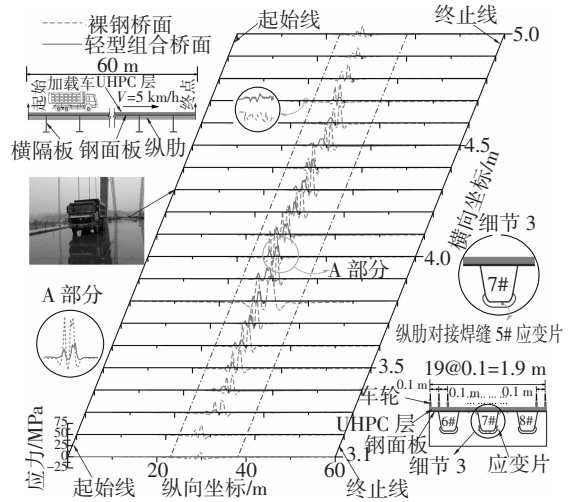 裸钢桥面
轻型组合桥面
起始线
终止线
5.0
60 m
起始
加载车
UHPC 层
V=5 km/h
终点
横隔板
钢面板
纵肋
4.5
横向坐标/m
细节 3
7#
A 部分
4.0
纵肋对接焊缝 5# 应变片
A 部分
3.5
19@0.1=1.9 m
车轮
0.1 m
0.1 m
0.1 m
UHPC 层
钢面板
6#
7#
8#
细节 3
应变片
3.1
应力/MPa
75
50
25
0
−25
0
20
40
60
起始线
纵向坐标/m
终止线